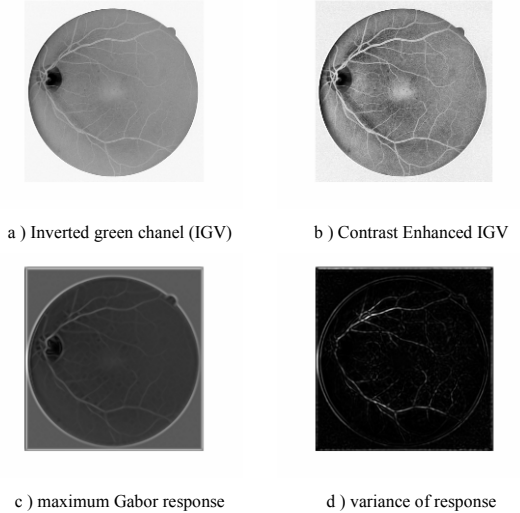 a ) Inverted green chanel (IGV)
b ) Contrast Enhanced IGV
c ) maximum Gabor response
d ) variance of response